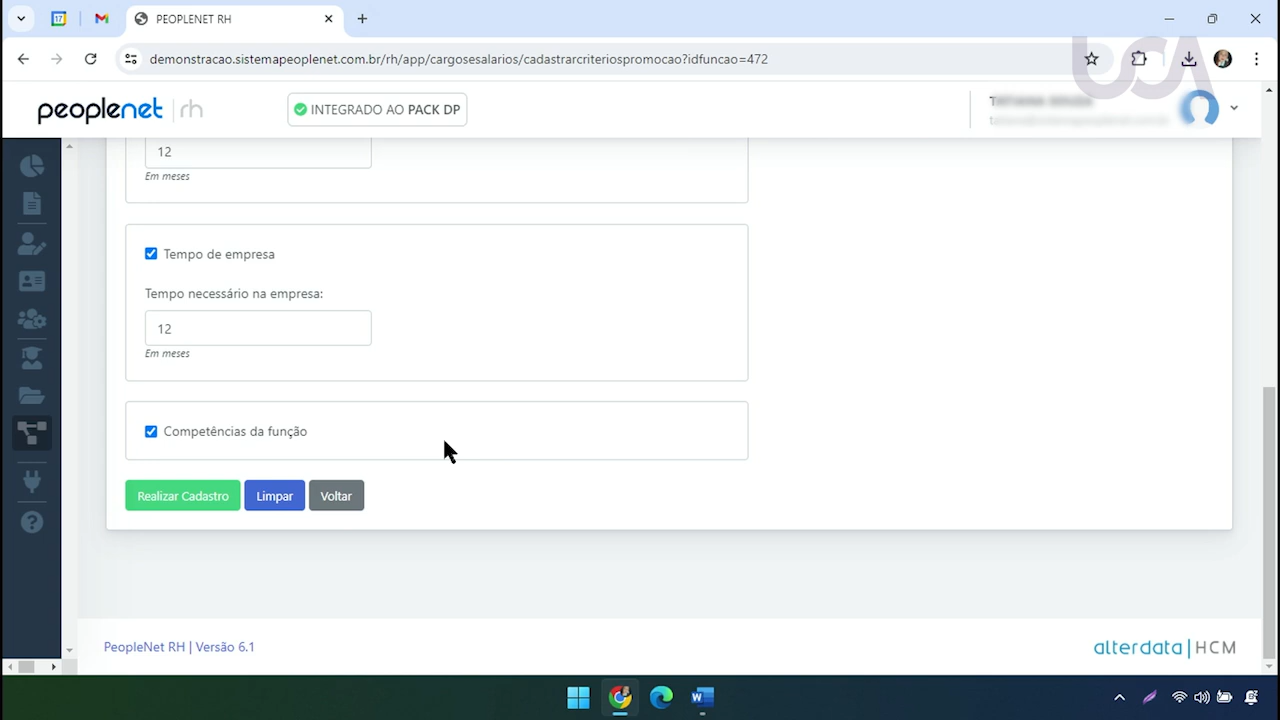 PEOPLENET RH
demonstracao.sistemapeoplenet.com.br/rh/app/cargosesalarios/cadastrarcriteriospromocao?idfuncao=472
peoplenet | rh
INTEGRADO AO PACK DP
12
Em meses
Tempo de empresa
Tempo necessário na empresa:
12
Em meses
Competências da função
Realizar Cadastro
Limpar
Voltar
PeopleNet RH | Versão 6.1
alterdata | HCM